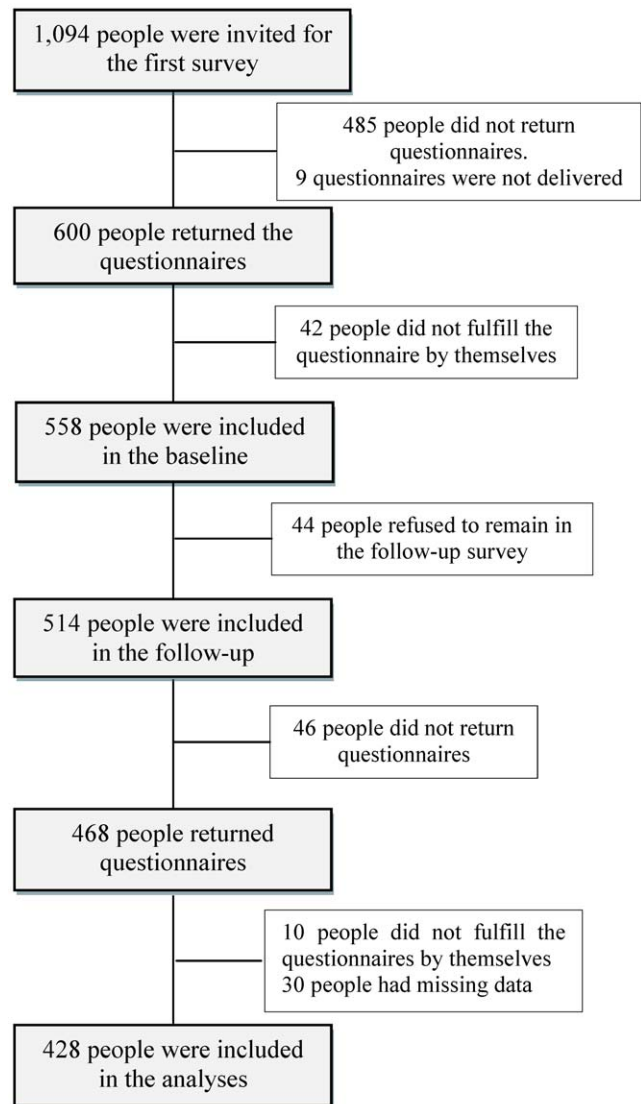 1,094 people were invited for
the first survey
485 people did not return
questionnaires.
9 questionnaires were not delivered
600 people returned the
questionnaires
42 people did not fulfill the
questionnaire by themselves
558 people were included
in the baseline
44 people refused to remain in
the follow-up survey
514 people were included
in the follow-up
46 people did not return
questionnaires
468 people returned
questionnaires
10 people did not fulfill the
questionnaires by themselves
30 people had missing data
428 people were included
in the analyses